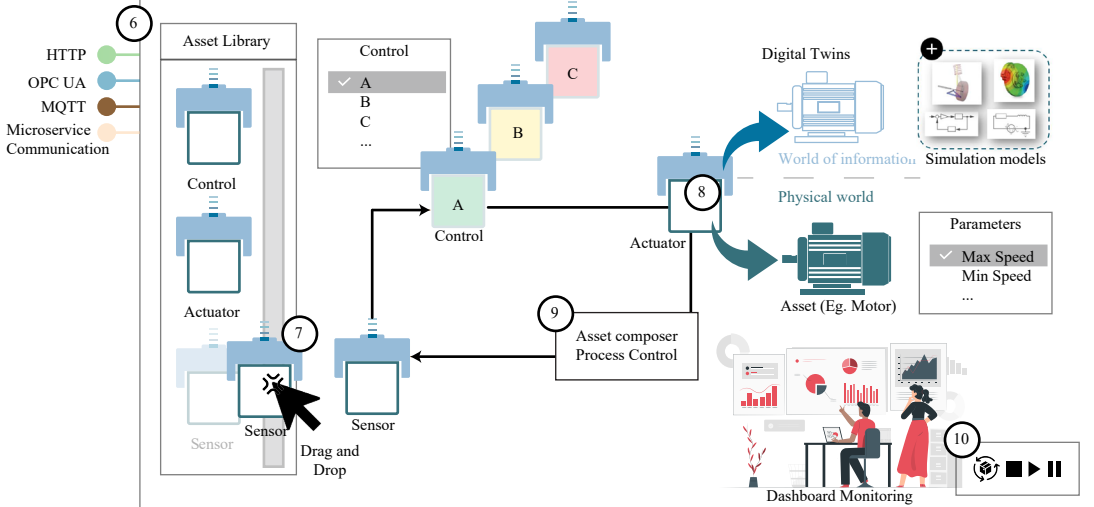 6
HTTP
OPC UA
MQTT
Microservice
Communication
Asset Library
Control
Actuator
Sensor
7
Sensor
Drag and
Drop
Control
A
B
C
...
C
B
A
Control
Sensor
9
Asset composer
Process Control
Actuator
8
Digital Twins
World of information
Simulation models
Physical world
Asset (Eg. Motor)
Parameters
Max Speed
Min Speed
...
10
Dashboard Monitoring